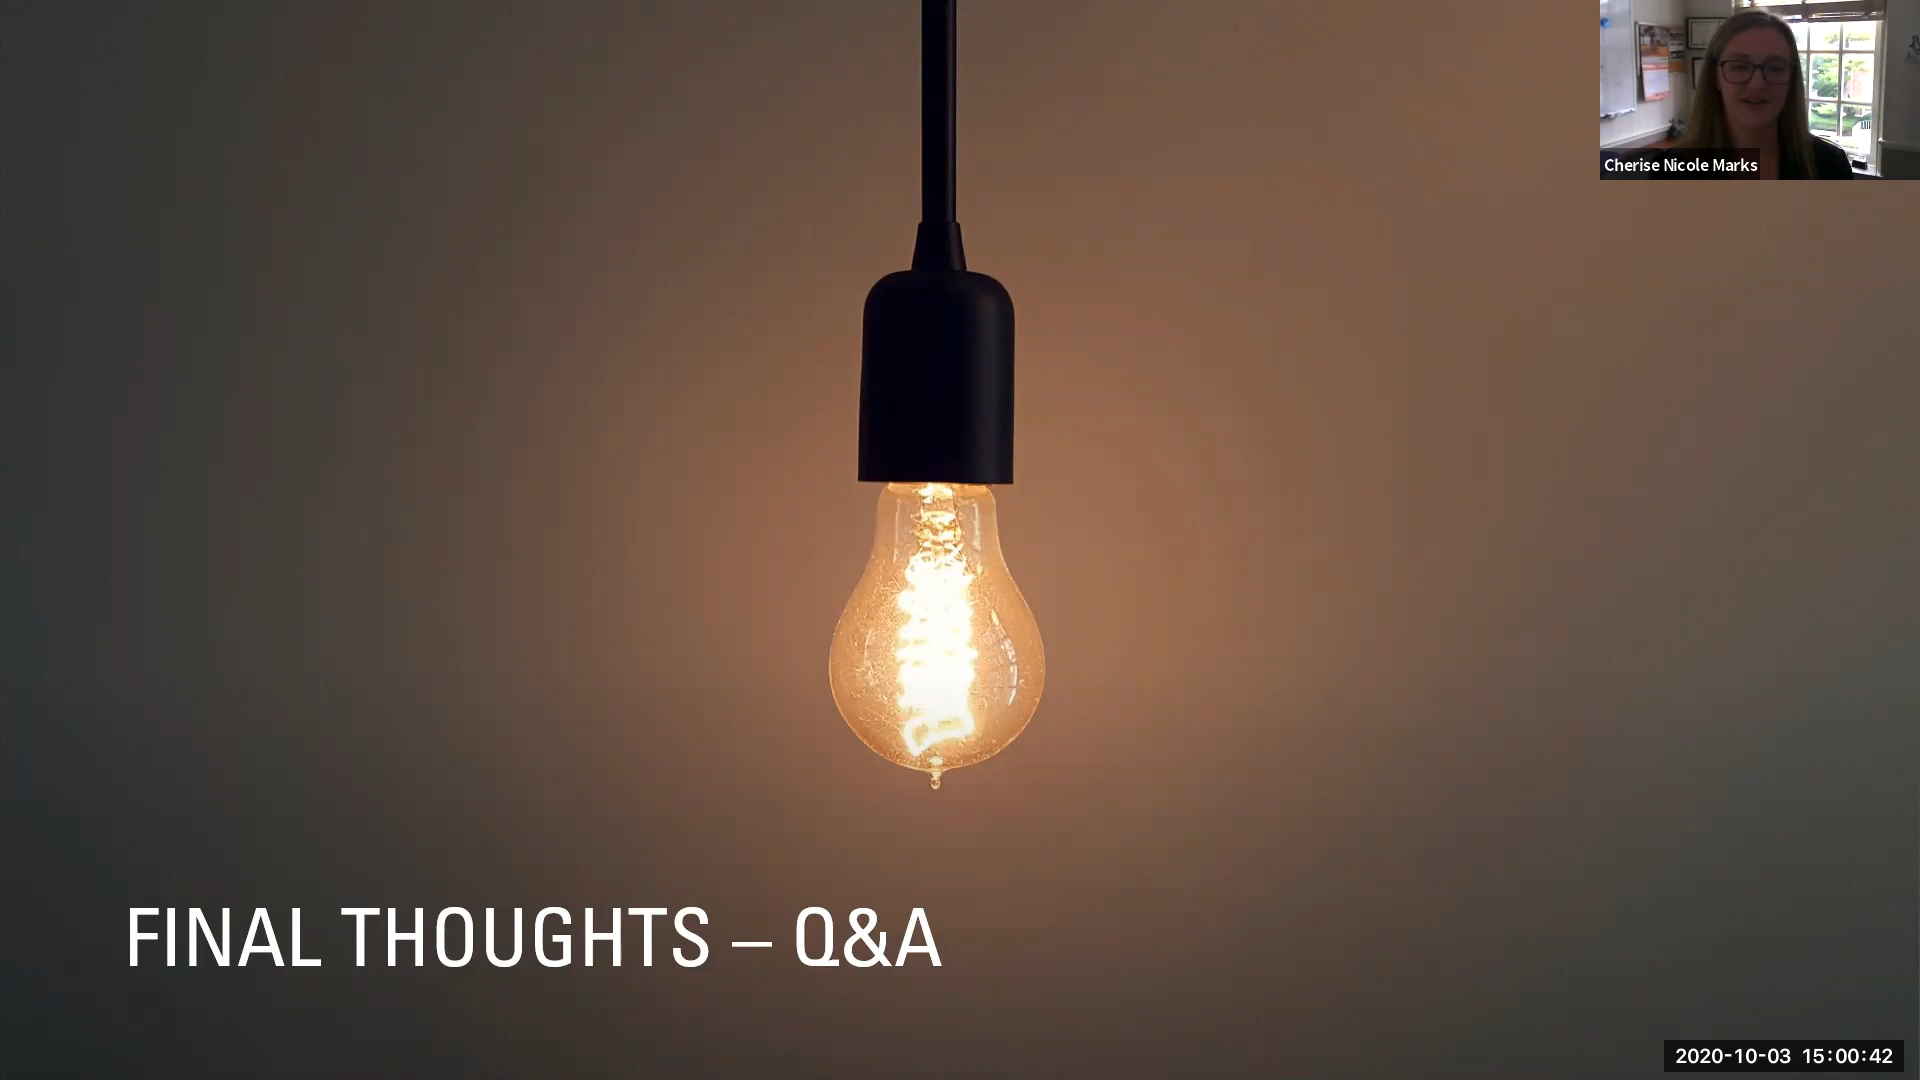 Cherise Nicole Marks
FINAL THOUGHTS – Q&A
2020-10-03 15:00:42